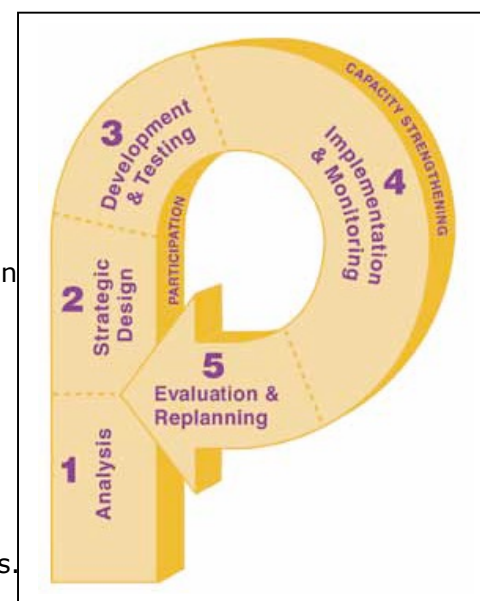 CAPACITY STRENGTHENING
3
Development
& Testing
4
Implementation
& Monitoring
PARTICIPATION
2
Strategic
Design
5
Evaluation &
Replanning
1
Analysis
n
s.